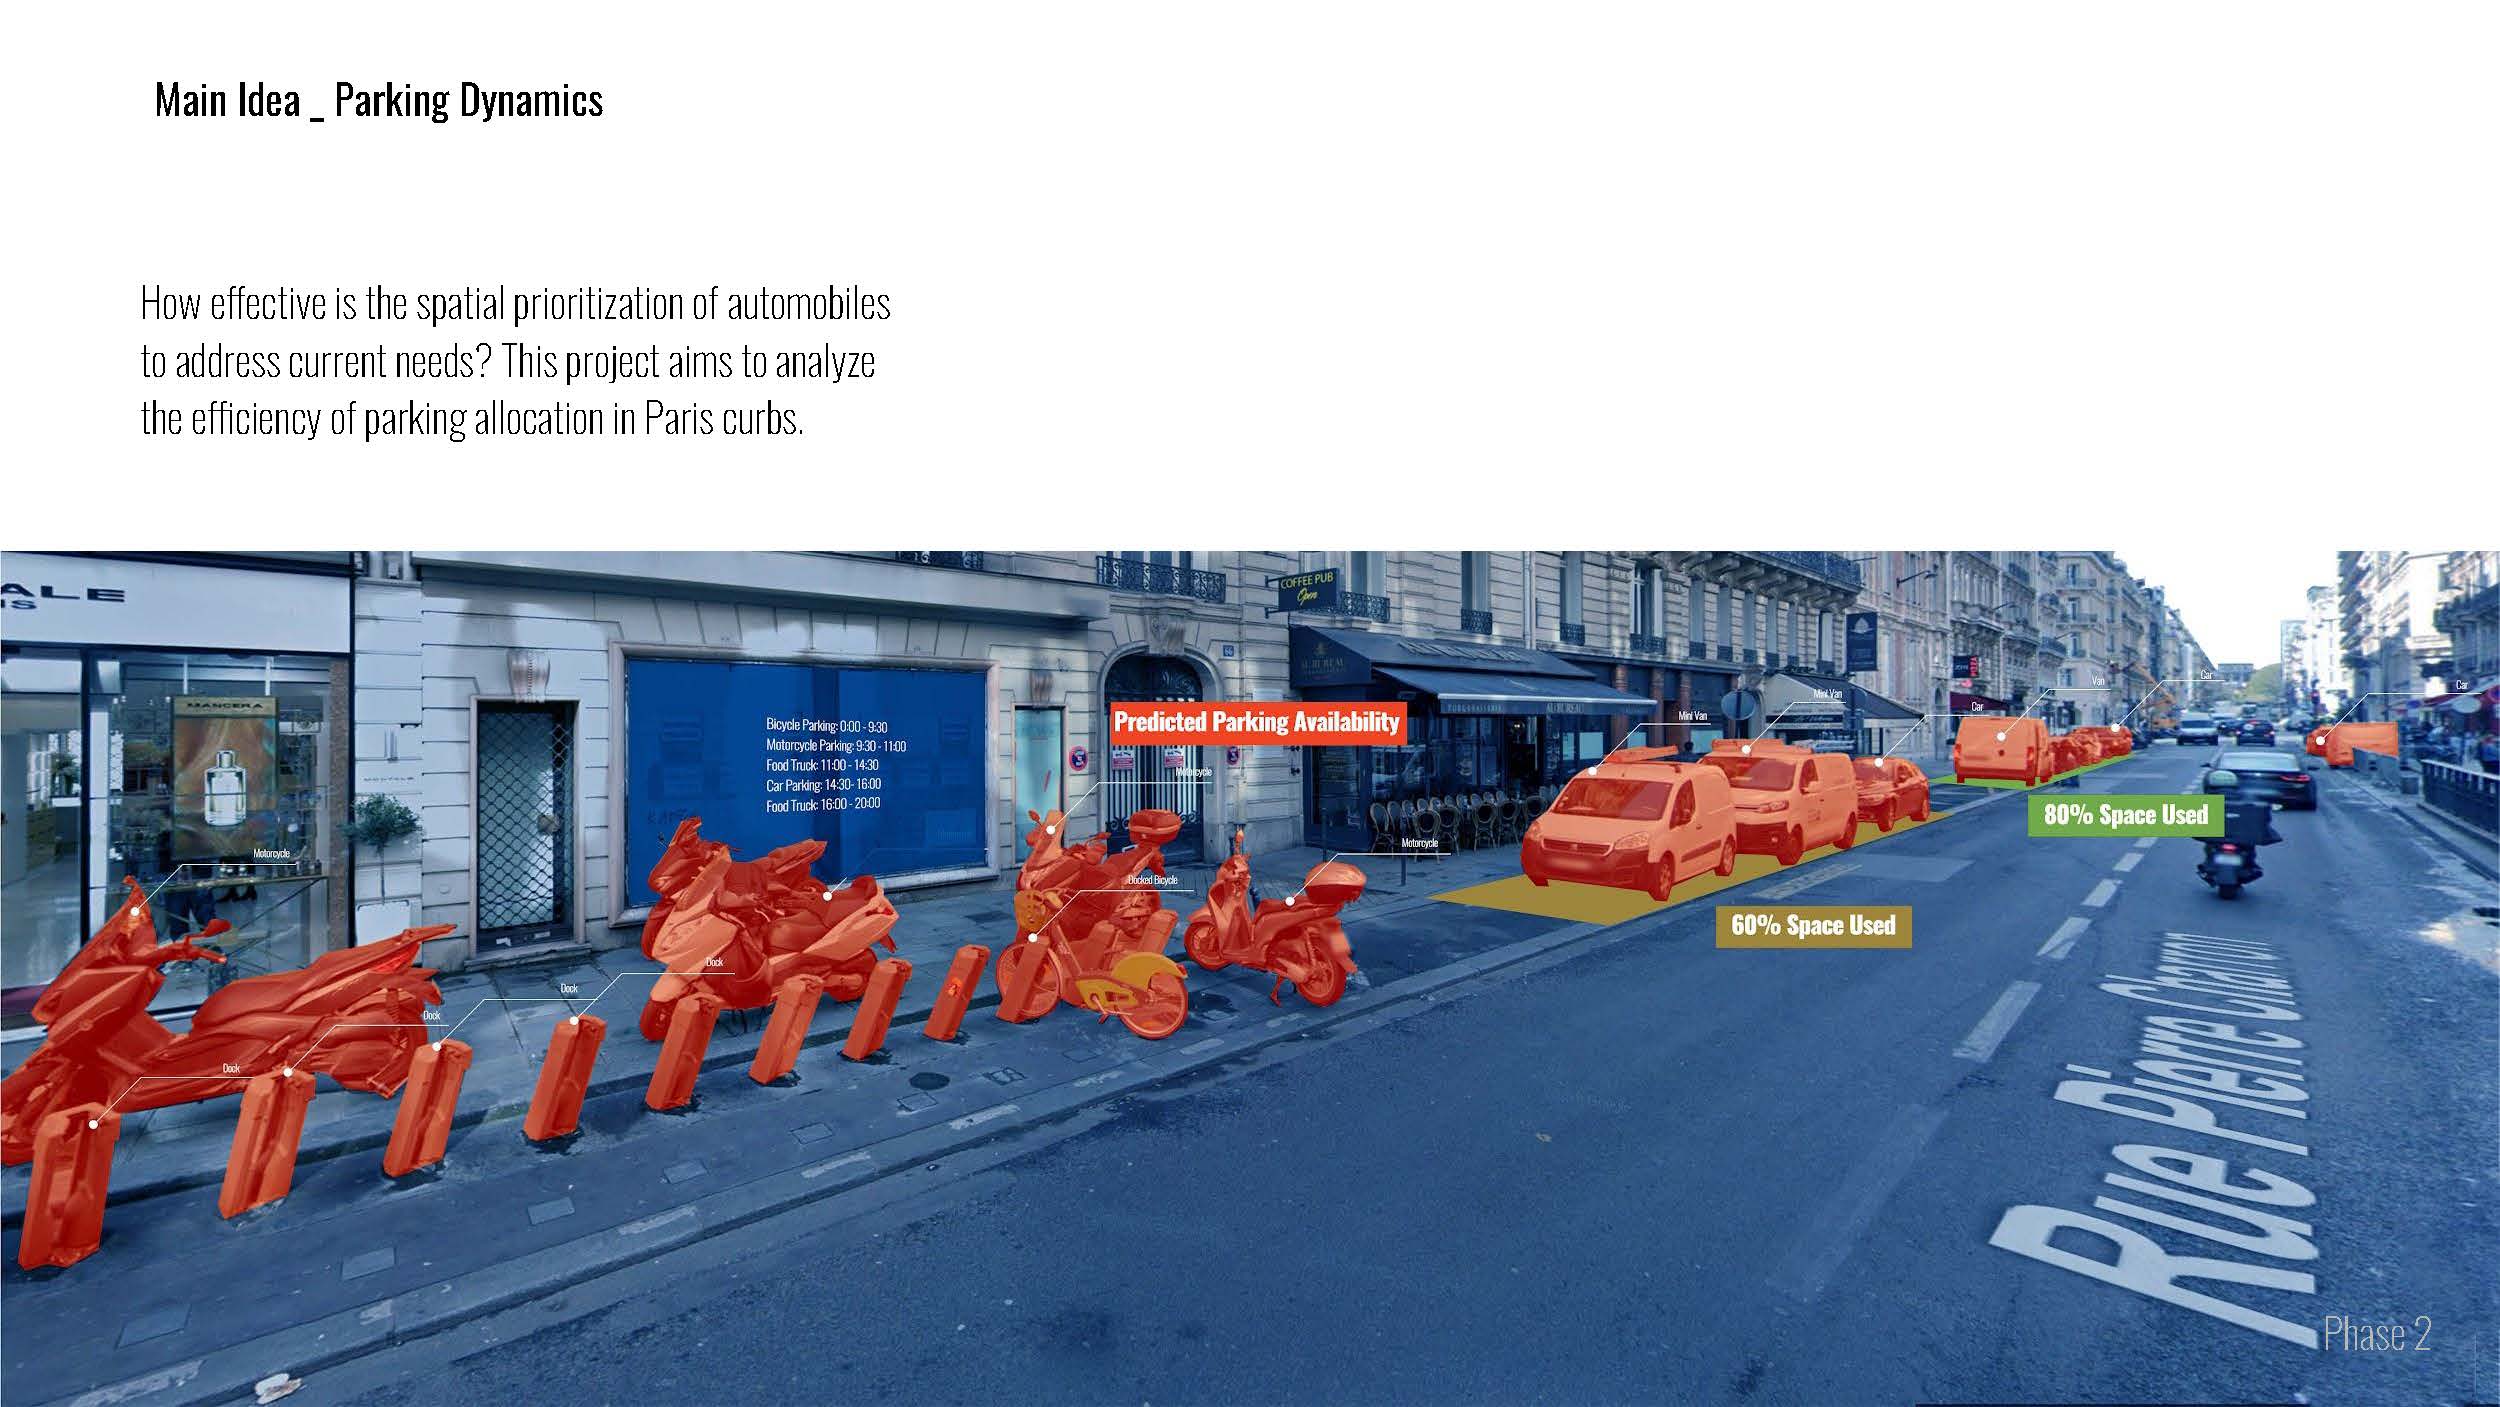 Main Idea _ Parking Dynamics
How effective is the spatial prioritization of automobiles
to address current needs? This project aims to analyze
the efficiency of parking allocation in Paris curbs.
ALE
IS
COFFEE PUB
Open
MANCERA
Bicycle Parking: 0:00 - 9:30
Motorcycle Parking: 9:30 - 11:00
Food Truck: 11:00 - 14:30
Car Parking: 14:30- 16:00
Food Truck: 16:00 - 20:00
Predicted Parking Availability
Motorcycle
Mini Van
Mini Van
Car
Van
Car
Car
80% Space Used
Motorcycle
Motorcycle
Docked Bicycle
60% Space Used
Dock
Dock
Dock
Dock
Rue Pierre Charron
Phase 2